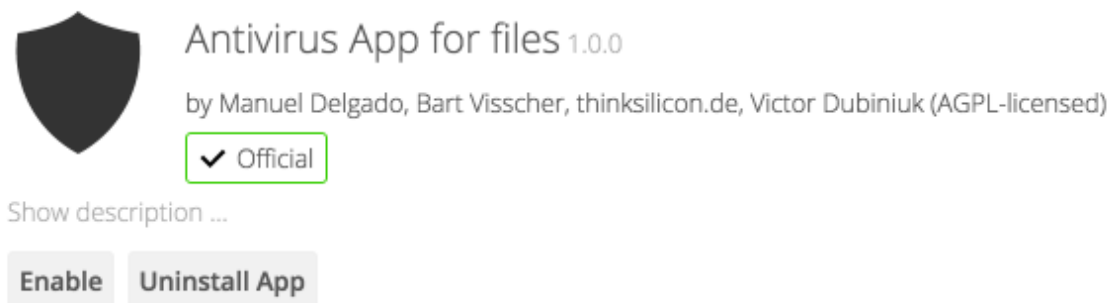 Antivirus App for files 1.0.0
by Manuel Delgado, Bart Visscher, thinksilicon.de, Victor Dubiniuk (AGPL-licensed)
Official
Show description ...
Enable Uninstall App